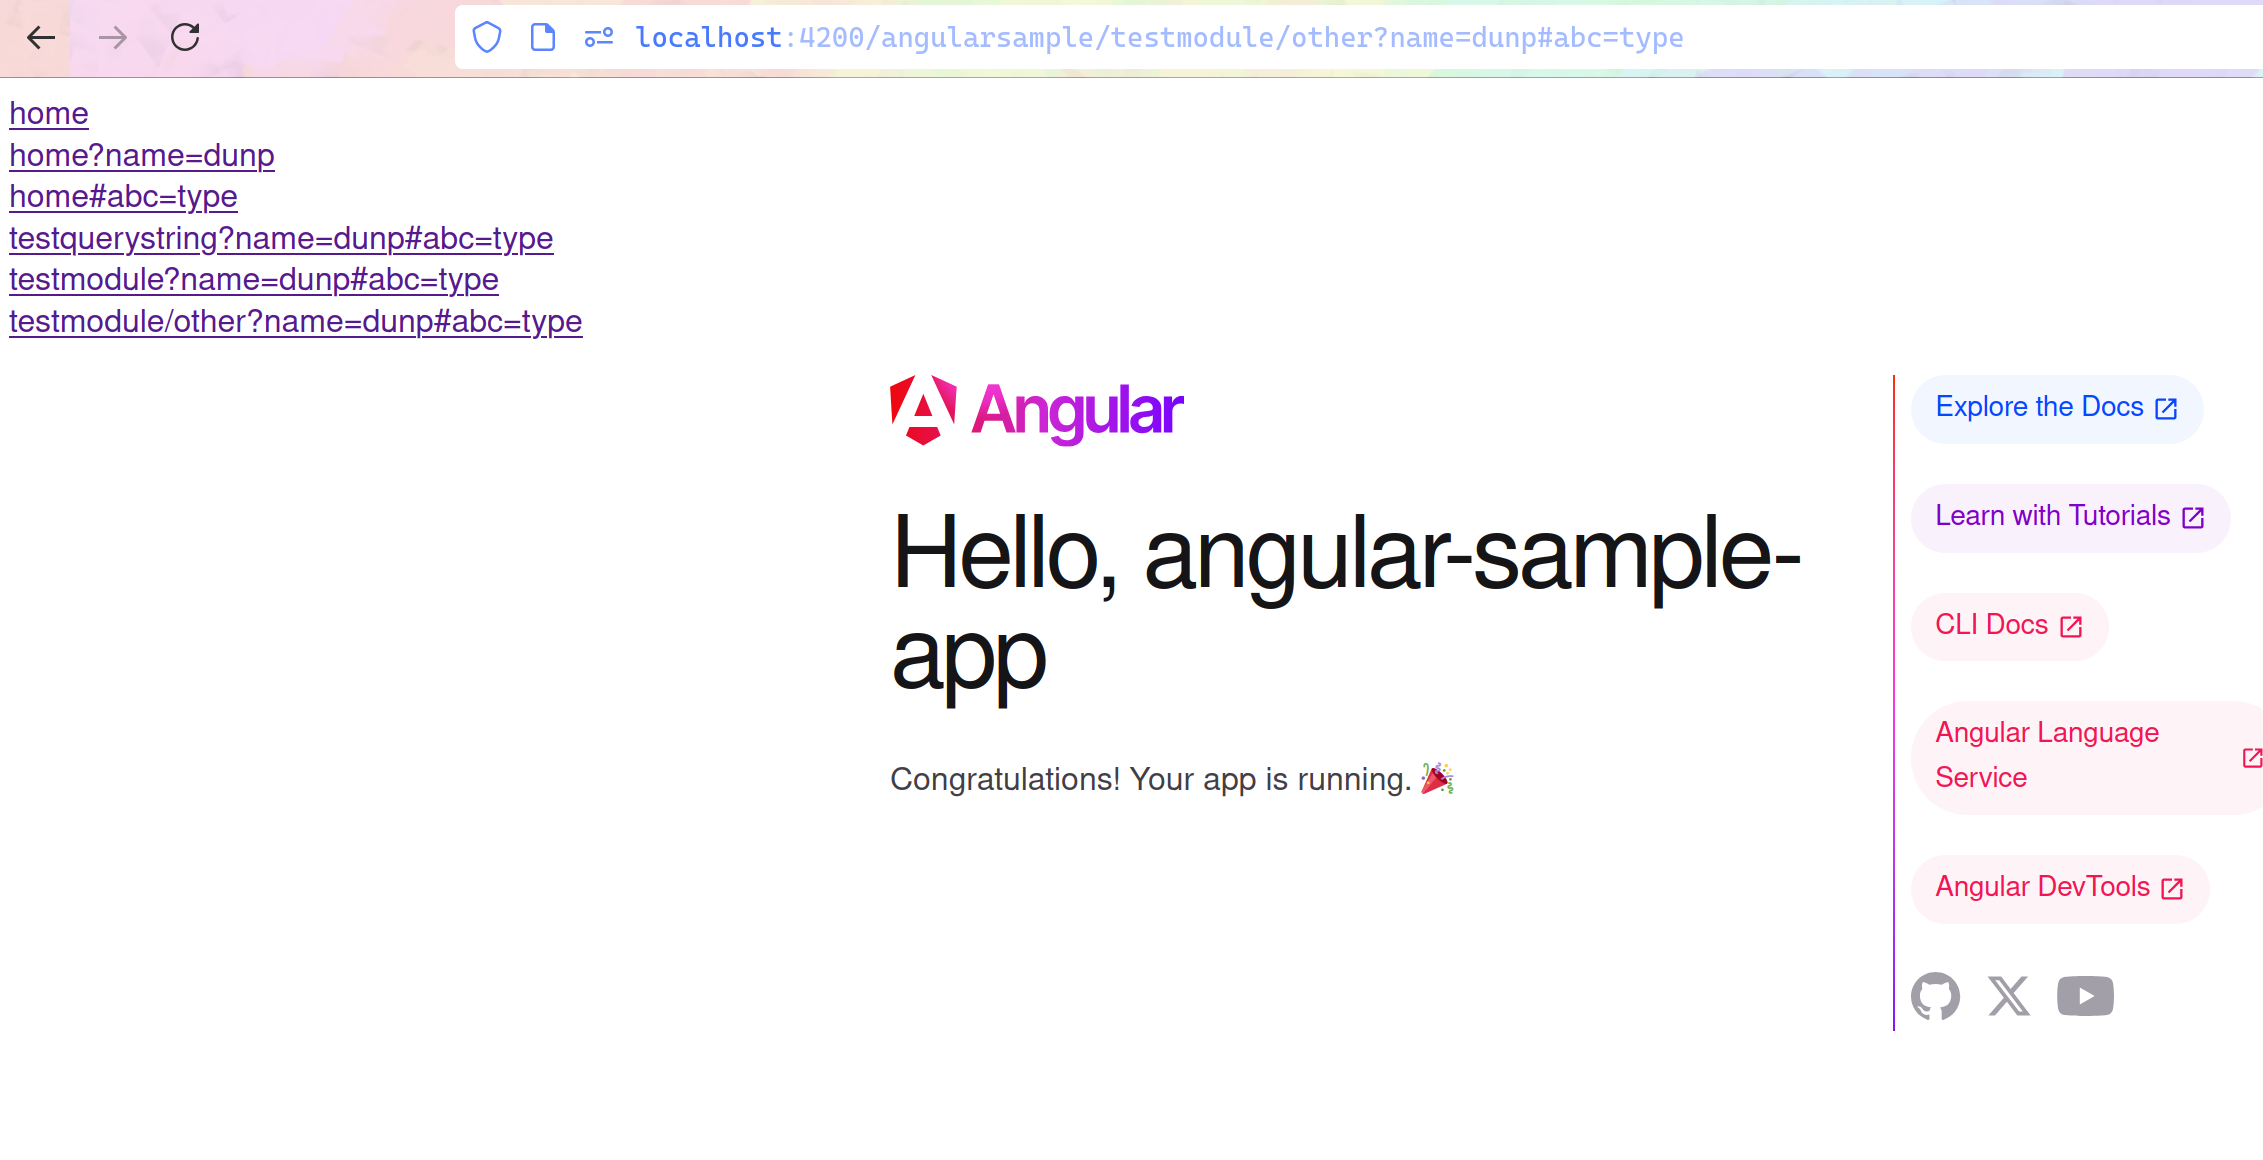 localhost:4200/angularsample/testmodule/other?name=dunp#abc=type
home
home?name=dunp
home#abc=type
testquerystring?name=dunp#abc=type
testmodule?name=dunp#abc=type
testmodule/other?name=dunp#abc=type
Angular
Hello, angular-sample-
app
Congratulations! Your app is running. 🎉
Explore the Docs
Learn with Tutorials
CLI Docs
Angular Language
Service
Angular DevTools